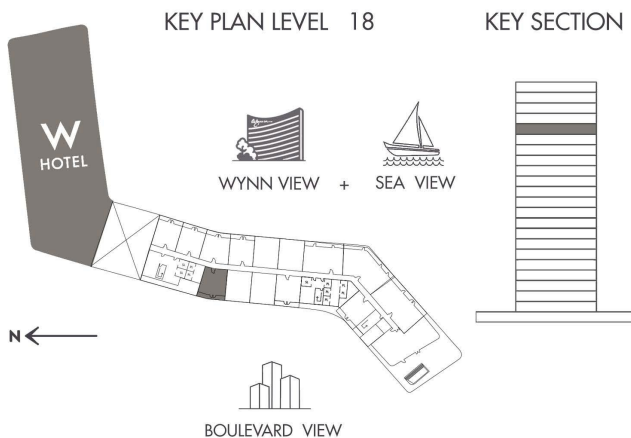 KEY PLAN LEVEL 18
KEY SECTION
W
HOTEL
WYNN VIEW + SEA VIEW
N
BOULEVARD VIEW